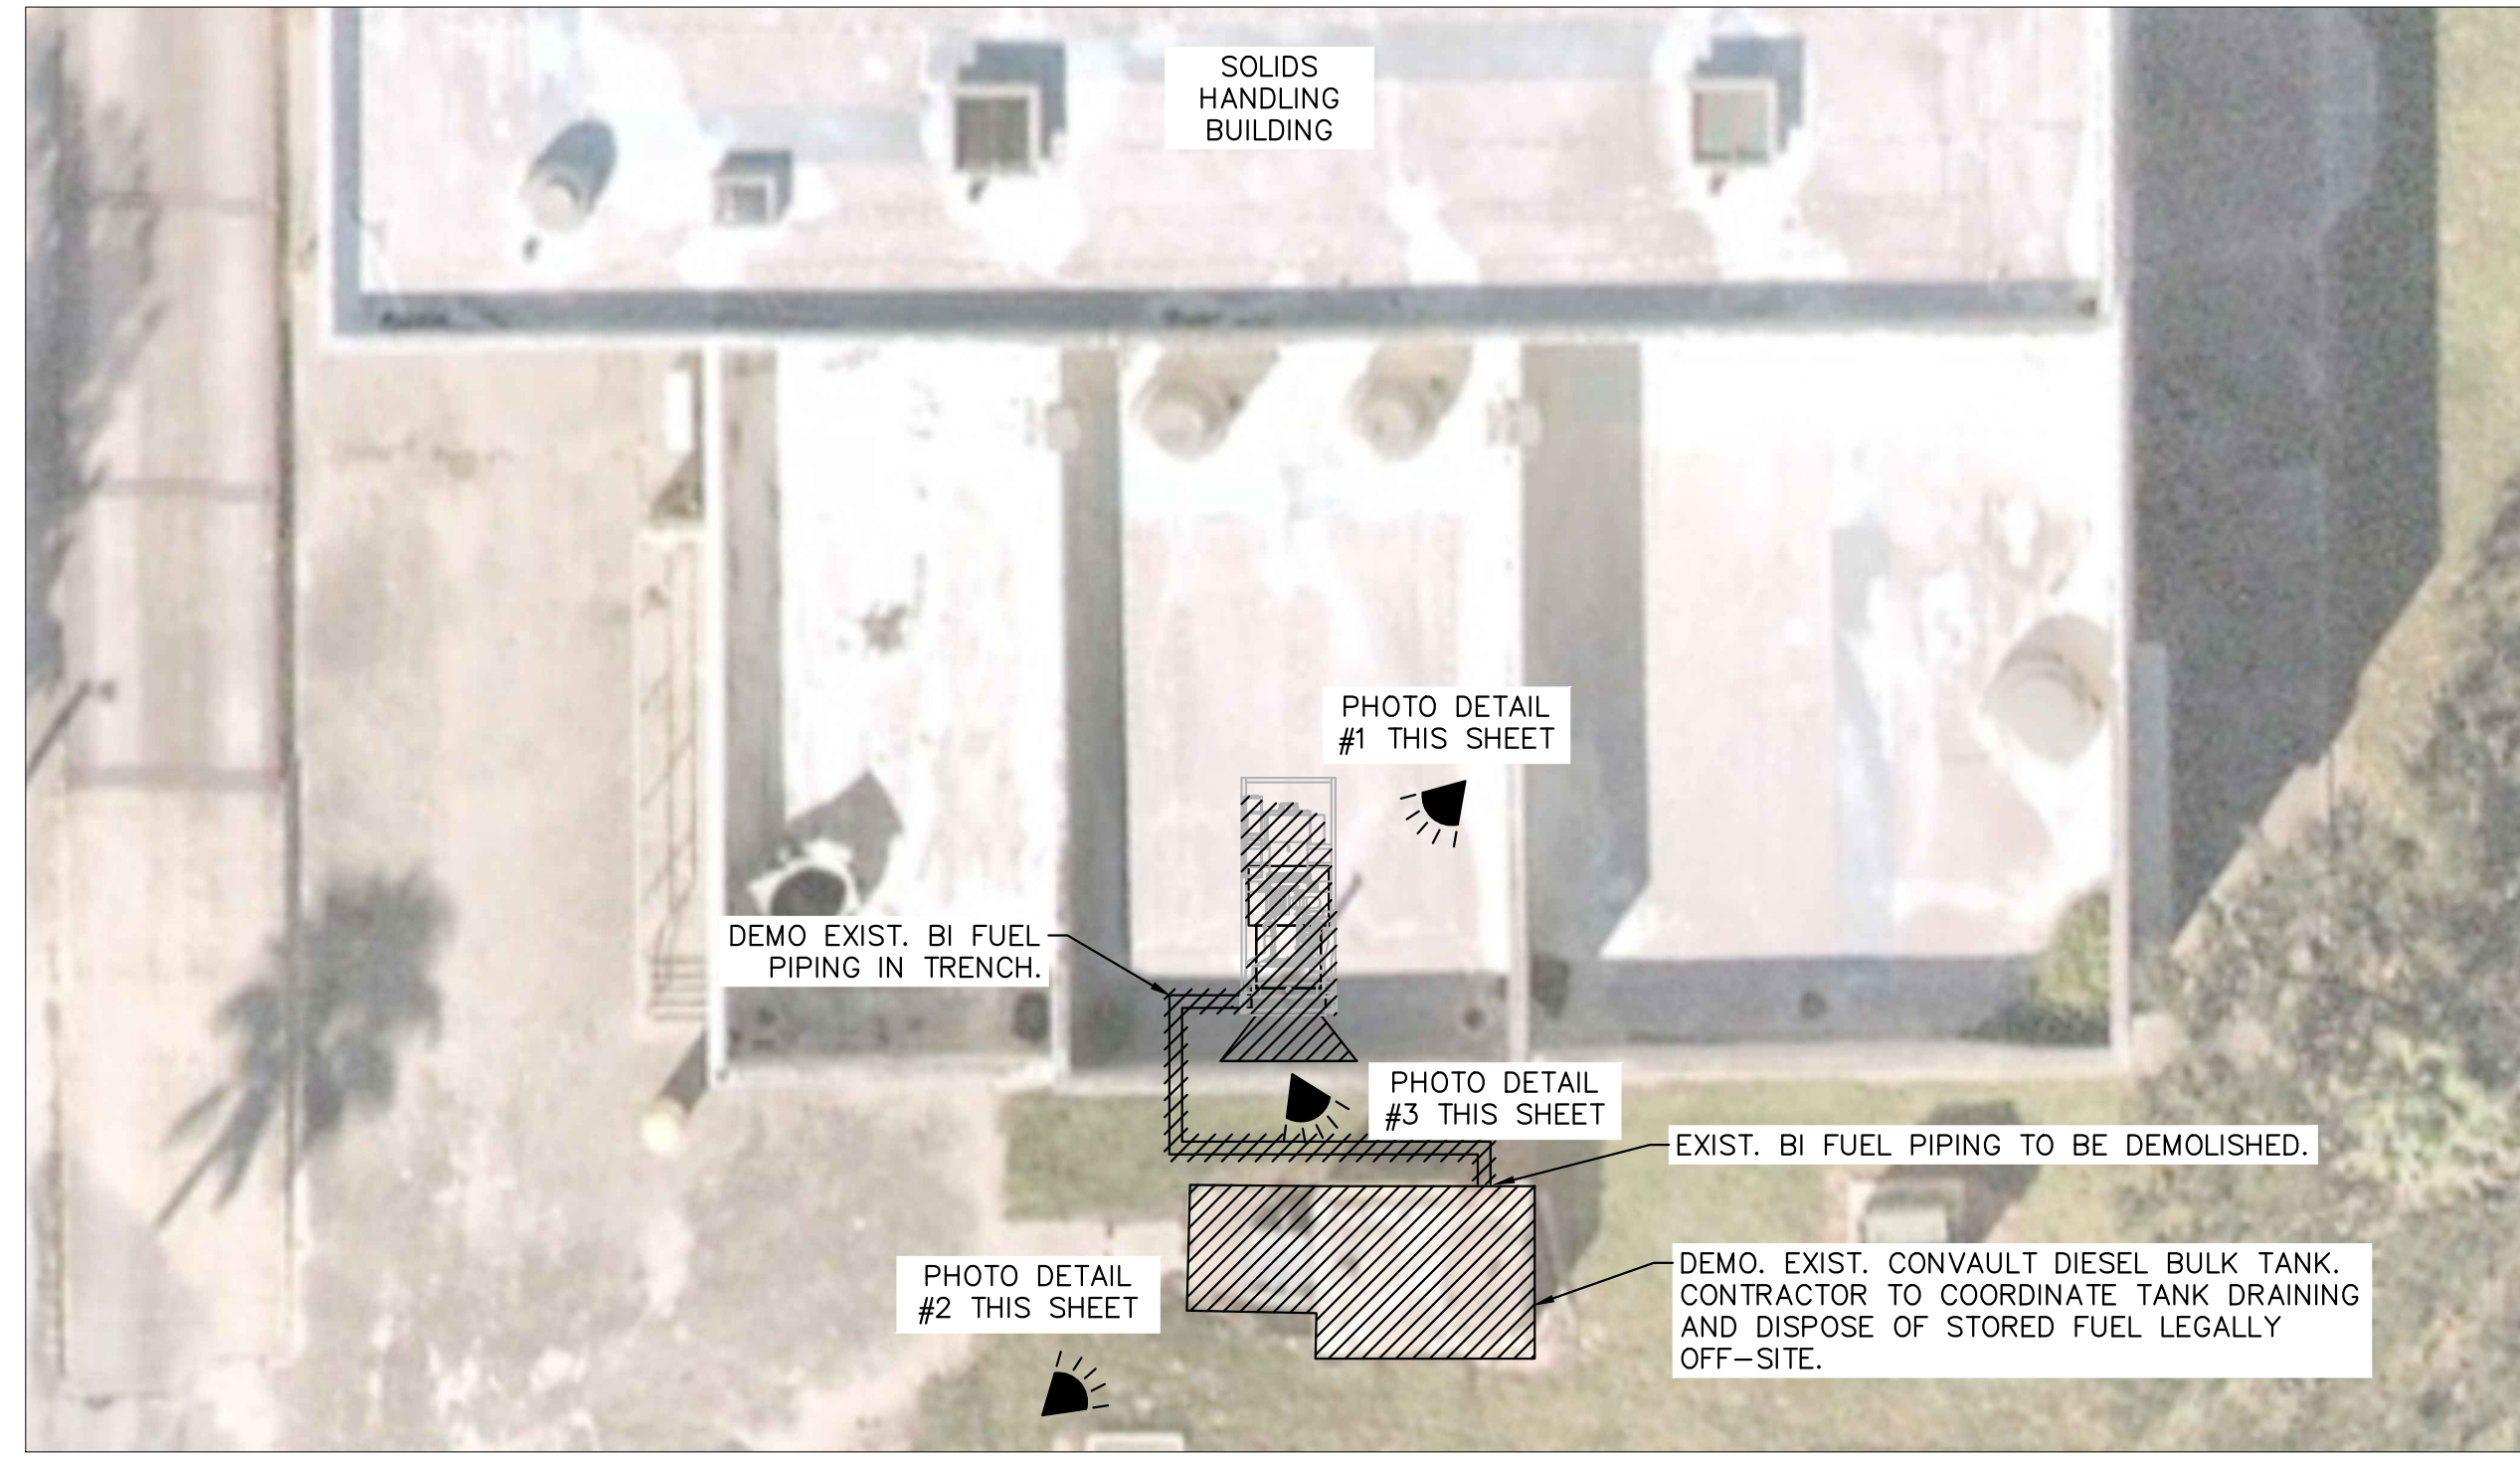 SOLIDS
HANDLING
BUILDING
PHOTO DETAIL
#1 THIS SHEET
DEMO EXIST. BI FUEL
PIPING IN TRENCH.
PHOTO DETAIL
#3 THIS SHEET
EXIST. BI FUEL PIPING TO BE DEMOLISHED.
PHOTO DETAIL
#2 THIS SHEET
DEMO. EXIST. CONVAULT DIESEL BULK TANK.
CONTRACTOR TO COORDINATE TANK DRAINING
AND DISPOSE OF STORED FUEL LEGALLY
OFF-SITE.